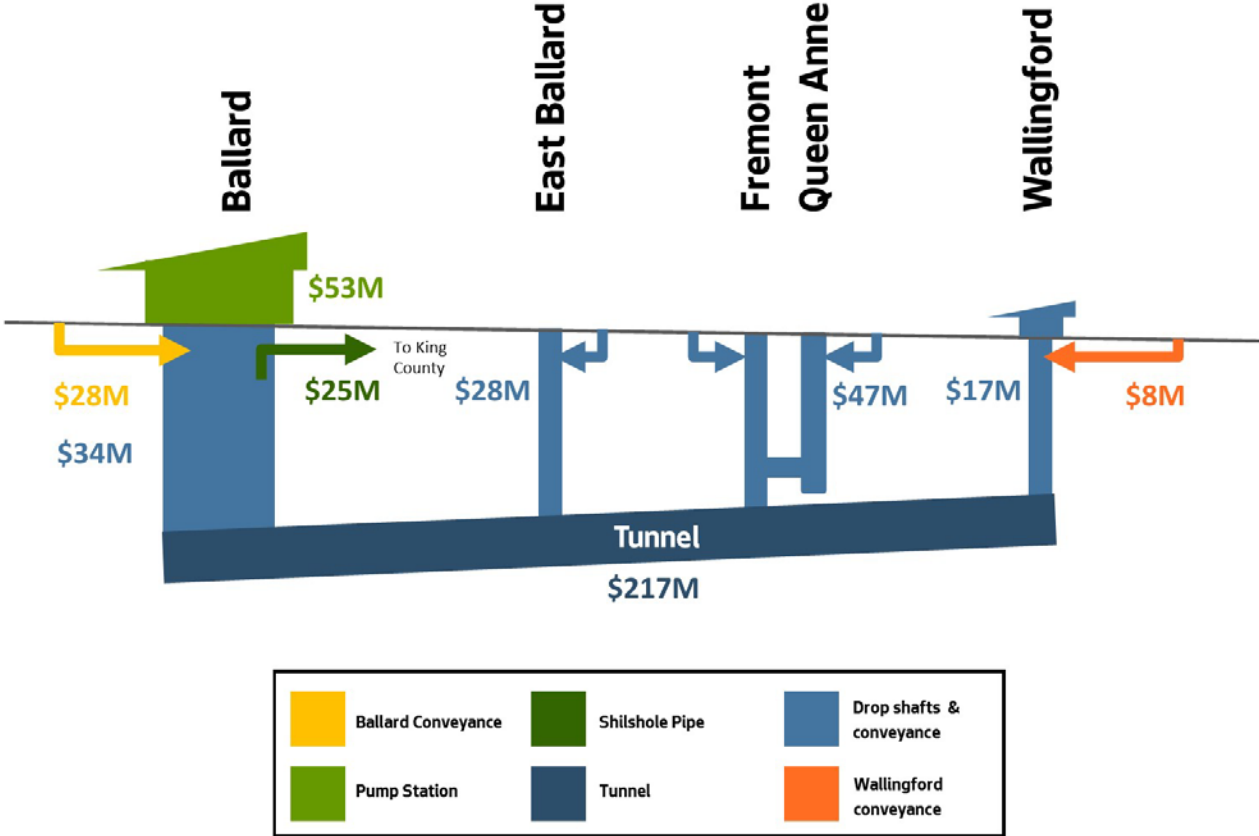 Ballard
East Ballard
Fremont
Queen Anne
Wallingford
$53M
To King
County
$28M
$25M
$28M
$47M
$17M
$8M
$34M
Tunnel
$217M
Ballard Conveyance
Shilshole Pipe
Drop shafts &
conveyance
Pump Station
Tunnel
Wallingford
conveyance